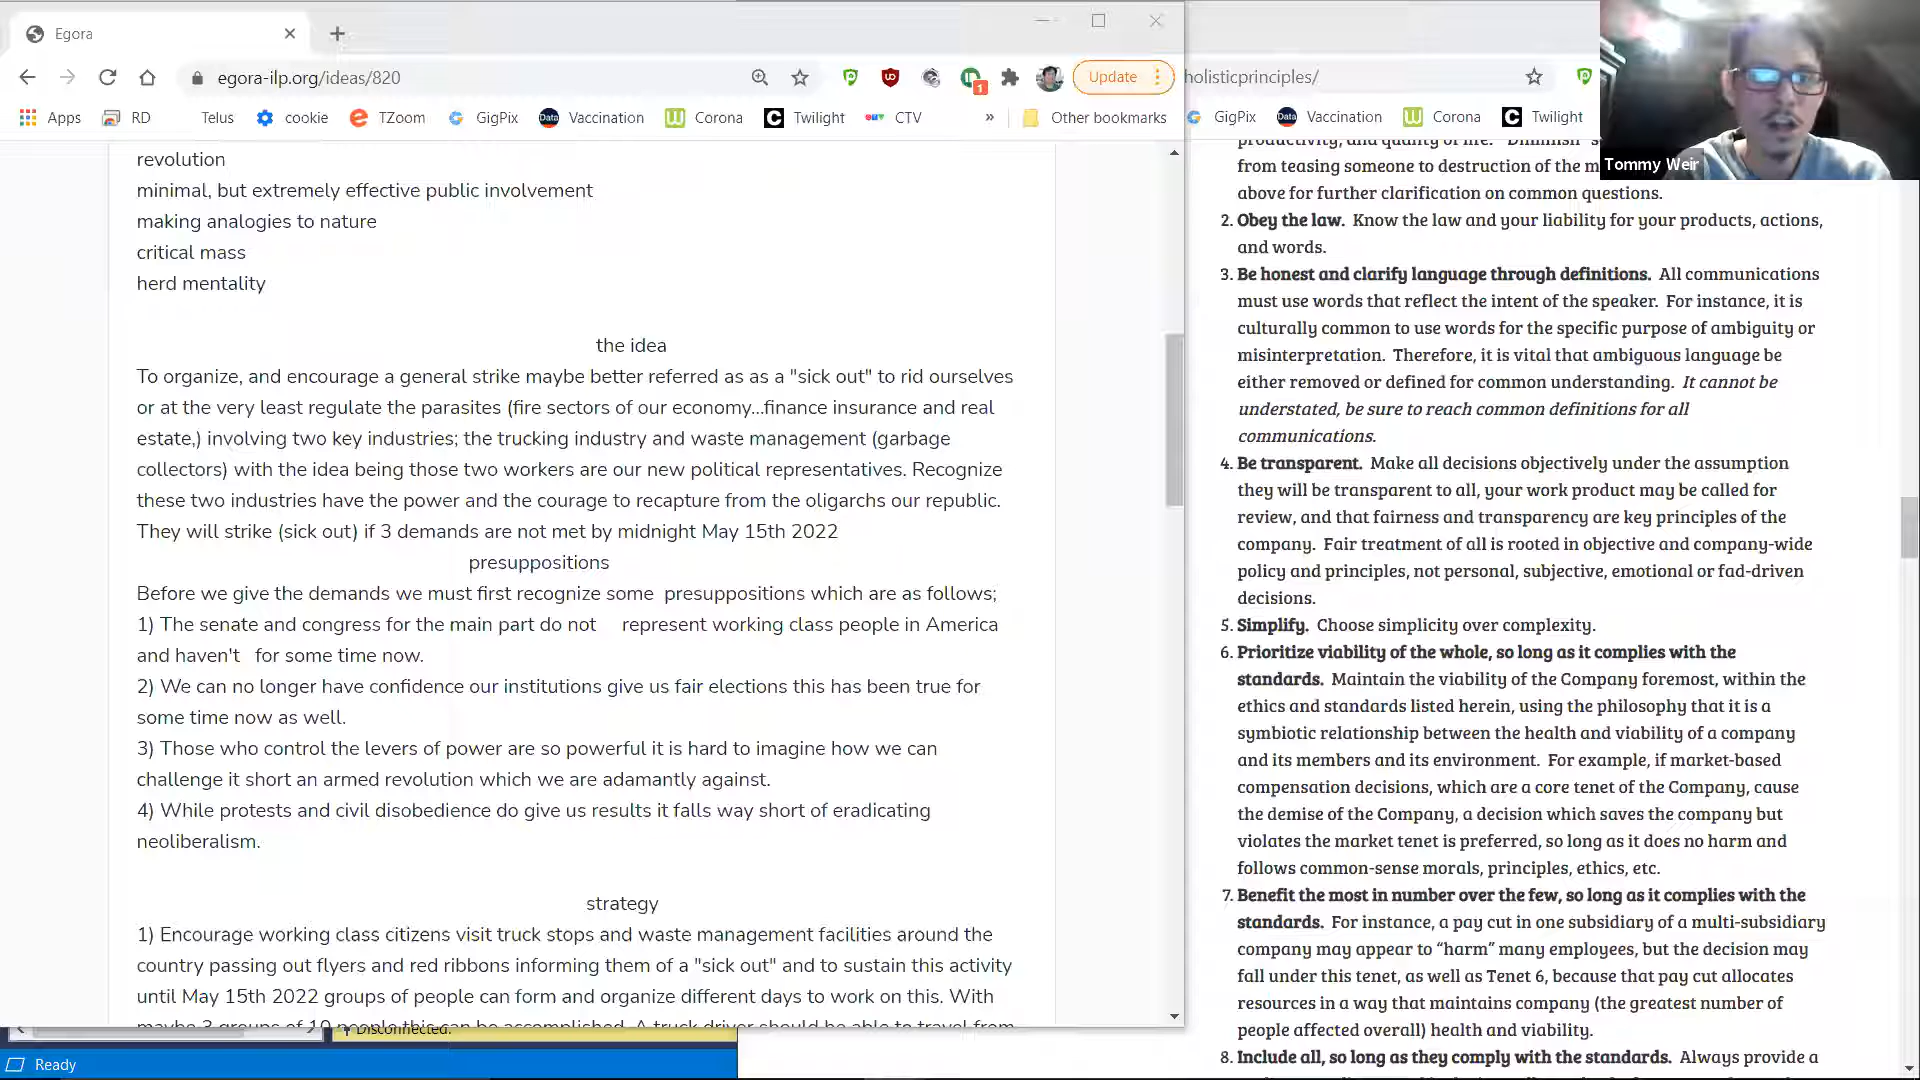 Egora
egora-ilp.org/ideas/820
Update
Apps
RD
Telus
cookie
TZoom
GigPix
Data
Vaccination
Corona
Twilight
CTV
»
Other bookmarks
revolution
minimal, but extremely effective public involvement
making analogies to nature
critical mass
herd mentality
the idea
To organize, and encourage a general strike maybe better referred as as a "sick out" to rid ourselves
or at the very least regulate the parasites (fire sectors of our economy...finance insurance and real
estate,) involving two key industries; the trucking industry and waste management (garbage
collectors) with the idea being those two workers are our new political representatives. Recognize
these two industries have the power and the courage to recapture from the oligarchs our republic.
They will strike (sick out) if 3 demands are not met by midnight May 15th 2022
presuppositions
Before we give the demands we must first recognize some presuppositions which are as follows;
1) The senate and congress for the main part do not represent working class people in America
and haven't for some time now.
2) We can no longer have confidence our institutions give us fair elections this has been true for
some time now as well.
3) Those who control the levers of power are so powerful it is hard to imagine how we can
challenge it short an armed revolution which we are adamantly against.
4) While protests and civil disobedience do give us results it falls way short of eradicating
neoliberalism.
strategy
1) Encourage working class citizens visit truck stops and waste management facilities around the
country passing out flyers and red ribbons informing them of a "sick out" and to sustain this activity
until May 15th 2022 groups of people can form and organize different days to work on this. With
maybe 3 groups of 10 people this can be accomplished. A truck driver should be able to travel from
Disconnected.
Ready
holisticprinciples/
GigPix
Data
Vaccination
Corona
Twilight
Tommy Weir
productivity, and quality of life. "Diminish"
from teasing someone to destruction of the
above for further clarification on common questions.
2. Obey the law. Know the law and your liability for your products, actions,
and words.
3. Be honest and clarify language through definitions. All communications
must use words that reflect the intent of the speaker. For instance, it is
culturally common to use words for the specific purpose of ambiguity or
misinterpretation. Therefore, it is vital that ambiguous language be
either removed or defined for common understanding. It cannot be
understated, be sure to reach common definitions for all
communications.
4. Be transparent. Make all decisions objectively under the assumption
they will be transparent to all, your work product may be called for
review, and that fairness and transparency are key principles of the
company. Fair treatment of all is rooted in objective and company-wide
policy and principles, not personal, subjective, emotional or fad-driven
decisions.
5. Simplify. Choose simplicity over complexity.
6. Prioritize viability of the whole, so long as it complies with the
standards. Maintain the viability of the Company foremost, within the
ethics and standards listed herein, using the philosophy that it is a
symbiotic relationship between the health and viability of a company
and its members and its environment. For example, if market-based
compensation decisions, which are a core tenet of the Company, cause
the demise of the Company, a decision which saves the company but
violates the market tenet is preferred, so long as it does no harm and
follows common-sense morals, principles, ethics, etc.
7. Benefit the most in number over the few, so long as it complies with the
standards. For instance, a pay cut in one subsidiary of a multi-subsidiary
company may appear to “harm” many employees, but the decision may
fall under this tenet, as well as Tenet 6, because that pay cut allocates
resources in a way that maintains company (the greatest number of
people affected overall) health and viability.
8. Include all, so long as they comply with the standards. Always provide a